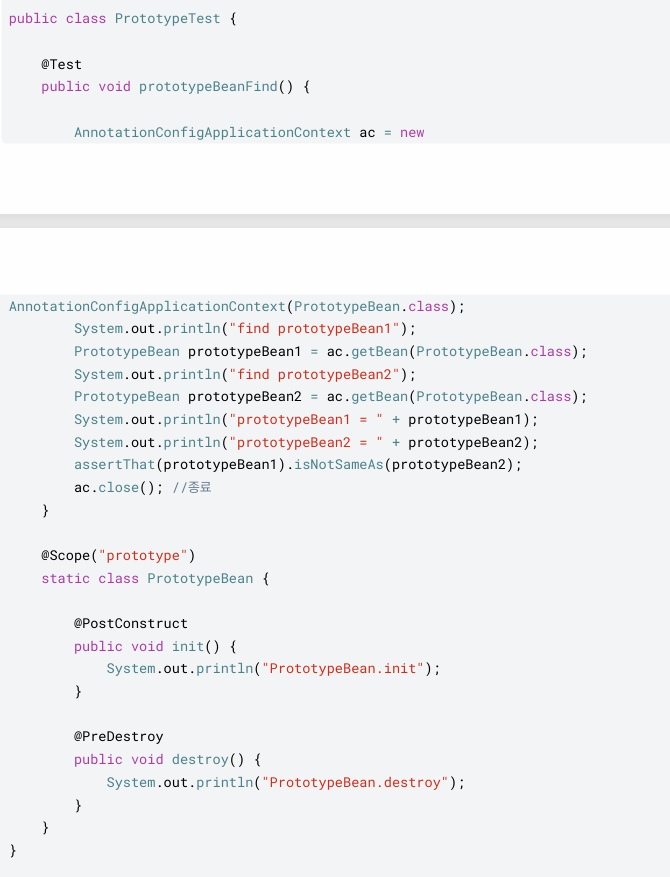 public class PrototypeTest {
@Test
public void prototypeBeanFind() {
AnnotationConfigApplicationContext ac = new
AnnotationConfigApplicationContext(PrototypeBean.class);
System.out.println("find prototypeBean1");
PrototypeBean prototypeBean1 = ac.getBean(PrototypeBean.class);
System.out.println("find prototypeBean2");
PrototypeBean prototypeBean2 = ac.getBean(PrototypeBean.class);
System.out.println("prototypeBean1 = " + prototypeBean1);
System.out.println("prototypeBean2 = " + prototypeBean2);
assertThat(prototypeBean1).isNotSameAs(prototypeBean2);
ac.close(); //종료
}
@Scope("prototype")
static class PrototypeBean {
@PostConstruct
public void init() {
System.out.println("PrototypeBean.init");
}
@PreDestroy
public void destroy() {
System.out.println("PrototypeBean.destroy");
}
}
}